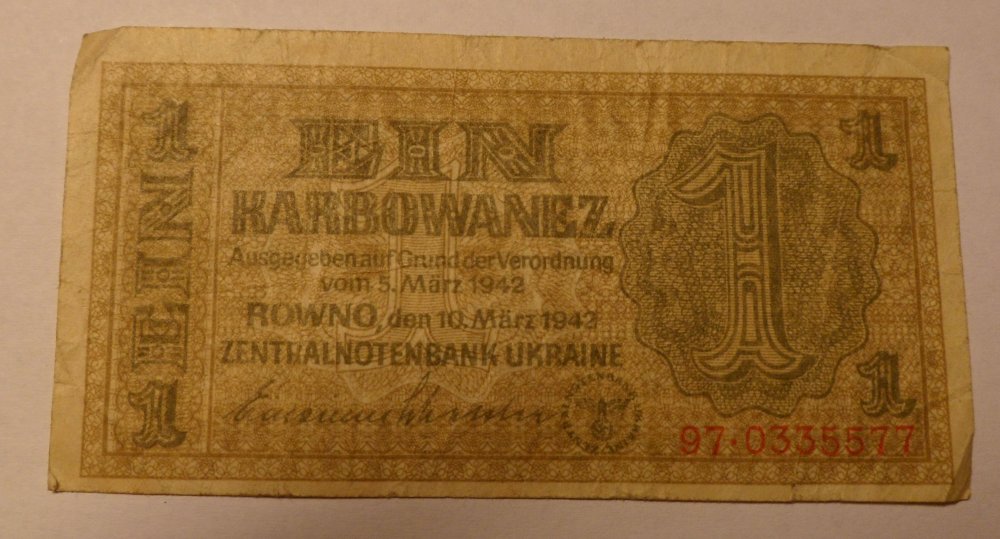 1
EIN
1
EIN
KARBOWANEZ
Ausgegeben auf Grund der Verordnung
vom 5. März 1942
ROWNO, den 10. März 1942
ZENTRALNOTENBANK UKRAINE
1
1
1
97·0335577